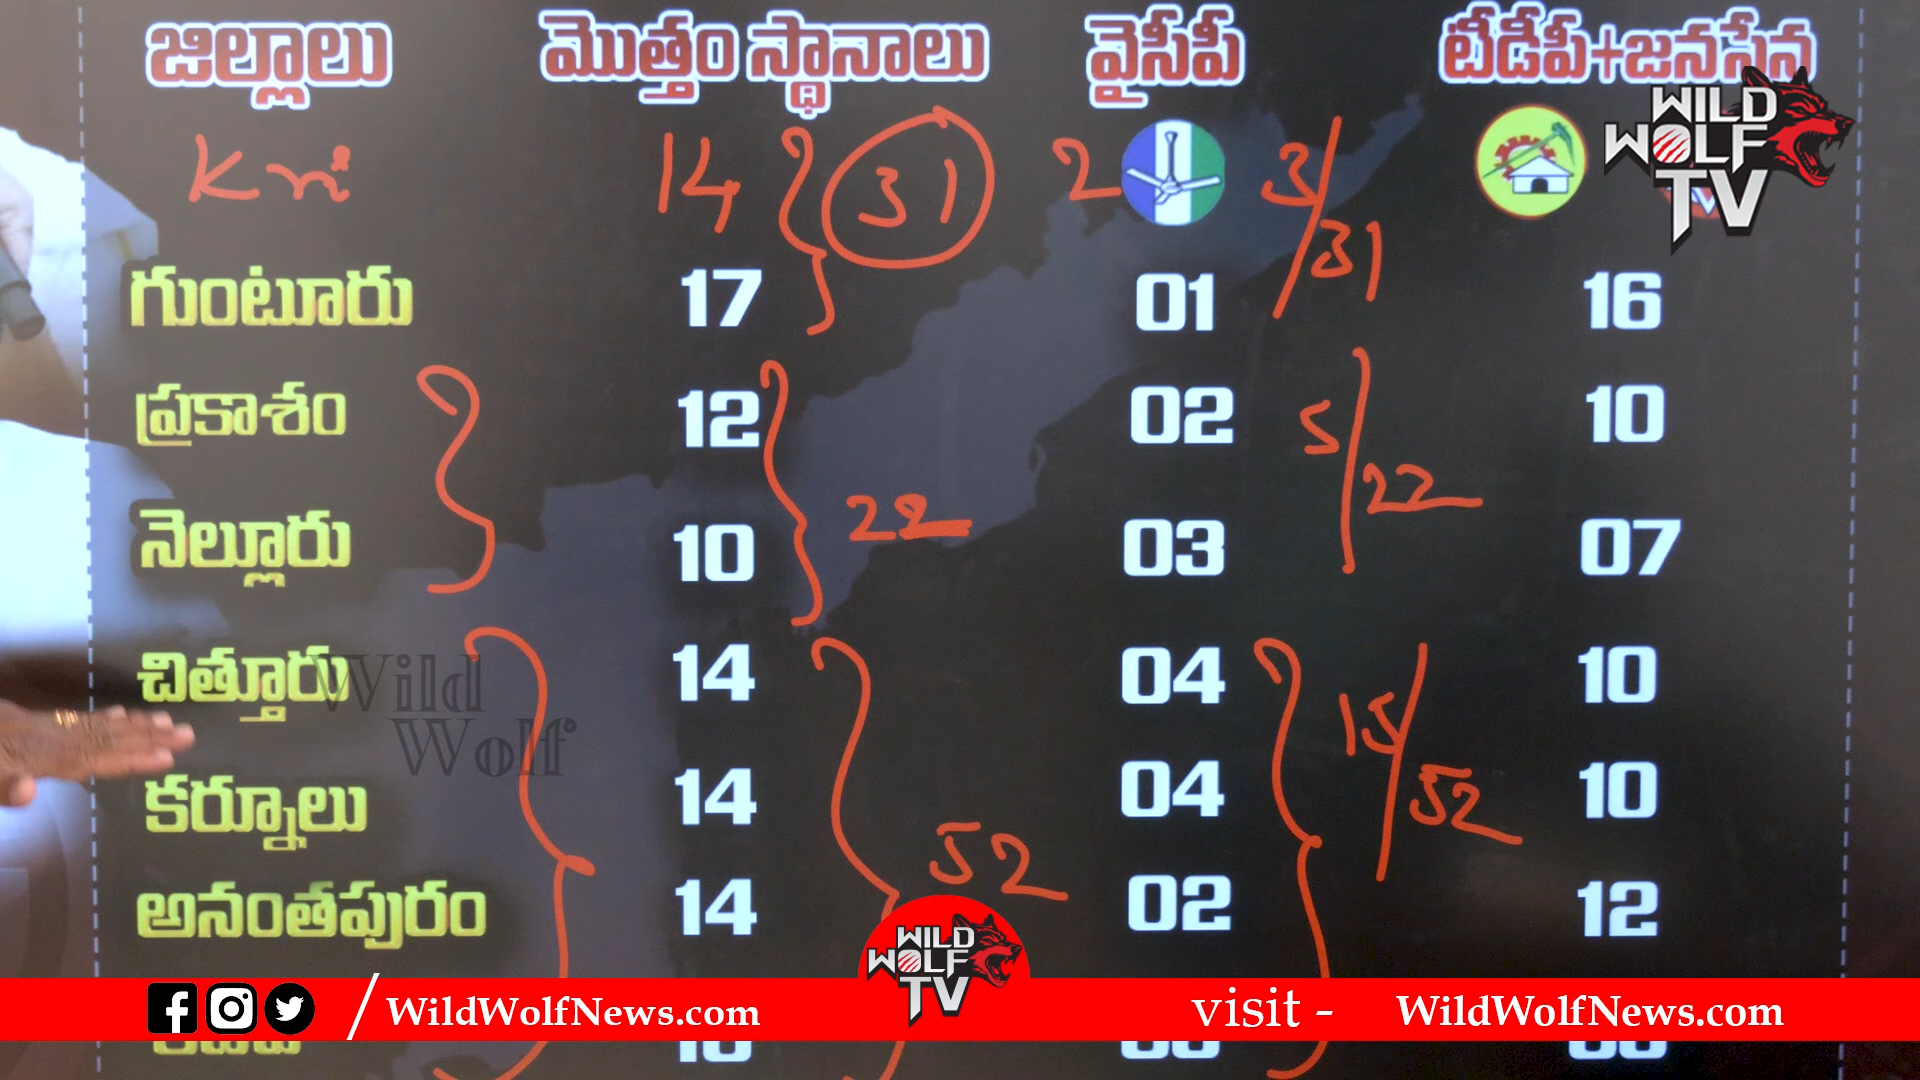 జిల్లాలు మొత్తం స్థానాలు వైసీపీ టీడీపీ+జనసేన
WILD WOLF TV
Kri 14 31 2 3/31
గుంటూరు 17 01 16
ప్రకాశం 12 02 10
22 5/22
నెల్లూరు 10 03 07
చిత్తూరు 14 04 10
Wild Wolf
15/52
కర్నూలు 14 04 10
52
అనంతపురం 14 02 12
WILD WOLF TV
/ WildWolfNews.com visit - WildWolfNews.com